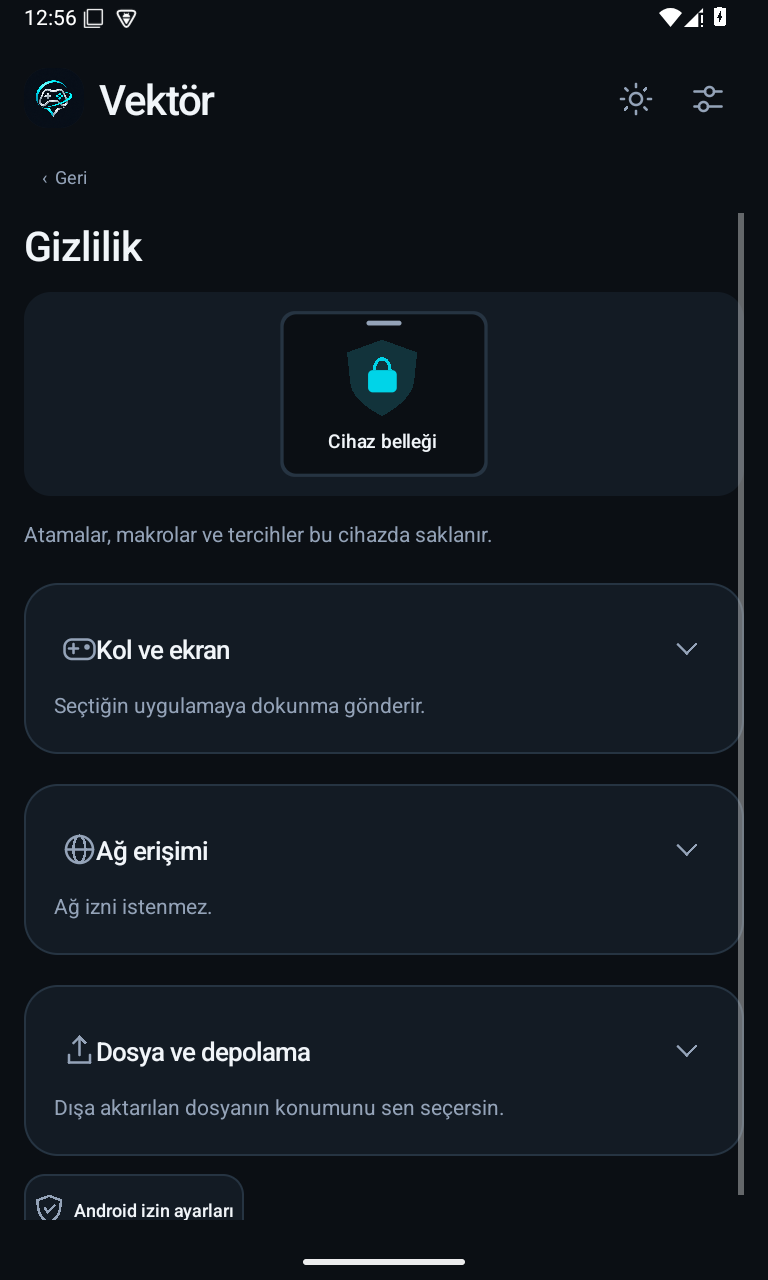 12:56
Vektör
‹ Geri
Gizlilik
Cihaz belleği
Atamalar, makrolar ve tercihler bu cihazda saklanır.
Kol ve ekran
Seçtiğin uygulamaya dokunma gönderir.
Ağ erişimi
Ağ izni istenmez.
Dosya ve depolama
Dışa aktarılan dosyanın konumunu sen seçersin.
Android izin ayarları